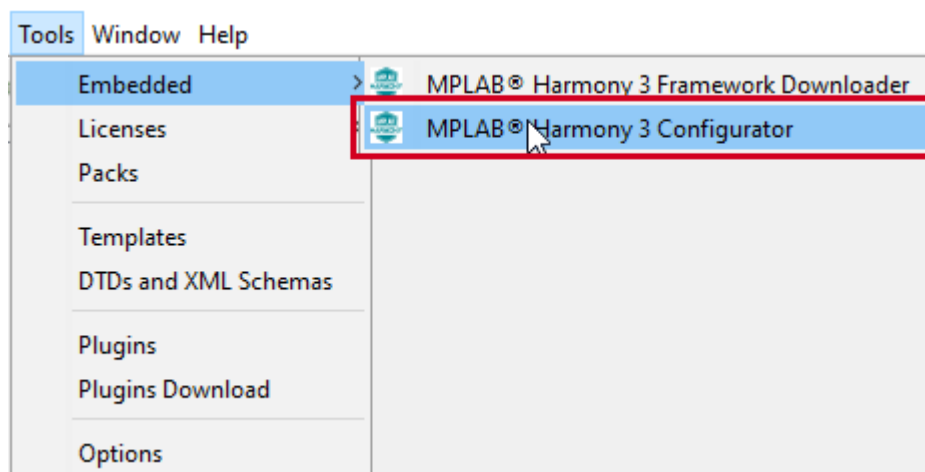 Tools Window Help
Embedded
MPLAB® Harmony 3 Framework Downloader
Licenses
MPLAB® Harmony 3 Configurator
Packs
Templates
DTDs and XML Schemas
Plugins
Plugins Download
Options